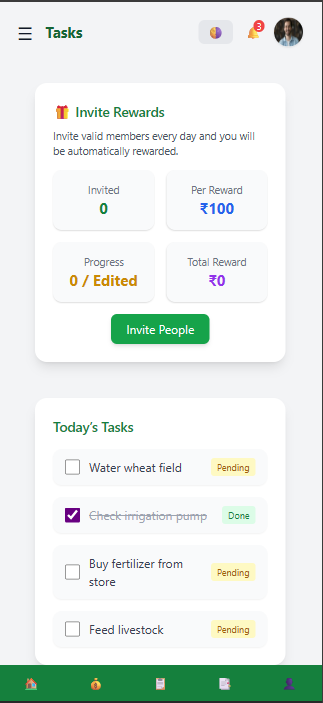 Tasks
3
Invite Rewards
Invite valid members every day and you will
be automatically rewarded.
Invited
0
Per Reward
₹100
Progress
0 / Edited
Total Reward
₹0
Invite People
Today's Tasks
Water wheat field
Pending
Check irrigation pump
Done
Buy fertilizer from
store
Pending
Feed livestock
Pending